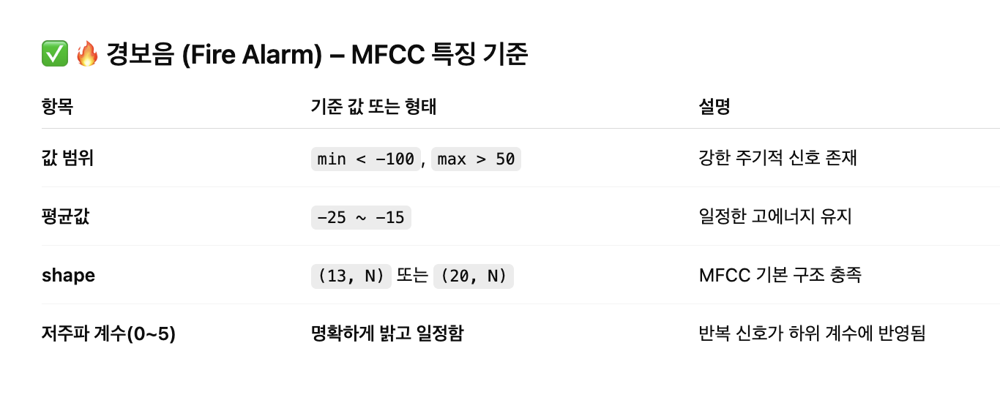 ✅ 🔥 경보음 (Fire Alarm) – MFCC 특징 기준
항목 기준 값 또는 형태 설명
값 범위 min < -100, max > 50 강한 주기적 신호 존재
평균값 -25 ~ -15 일정한 고에너지 유지
shape (13, N) 또는 (20, N) MFCC 기본 구조 충족
저주파 계수(0~5) 명확하게 밝고 일정함 반복 신호가 하위 계수에 반영됨